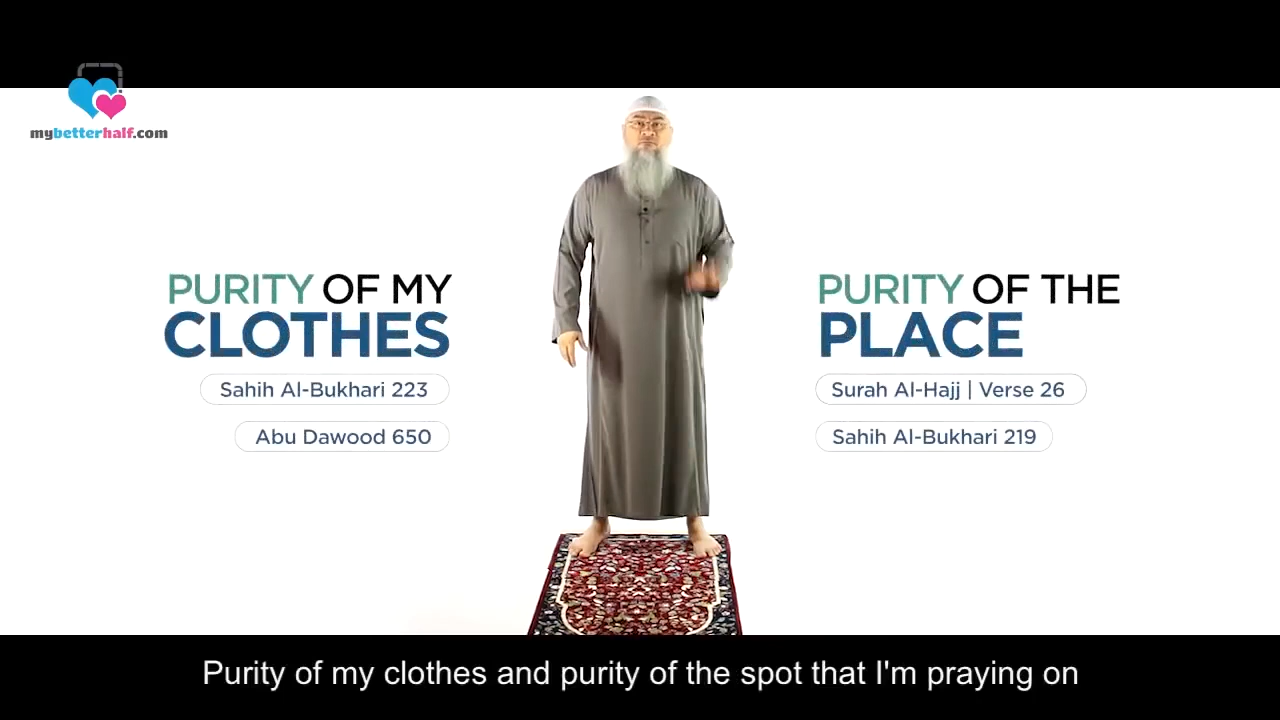 mybetterhalf.com
PURITY OF MY
CLOTHES
Sahih Al-Bukhari 223
Abu Dawood 650
PURITY OF THE
PLACE
Surah Al-Hajj | Verse 26
Sahih Al-Bukhari 219
Purity of my clothes and purity of the spot that I'm praying on